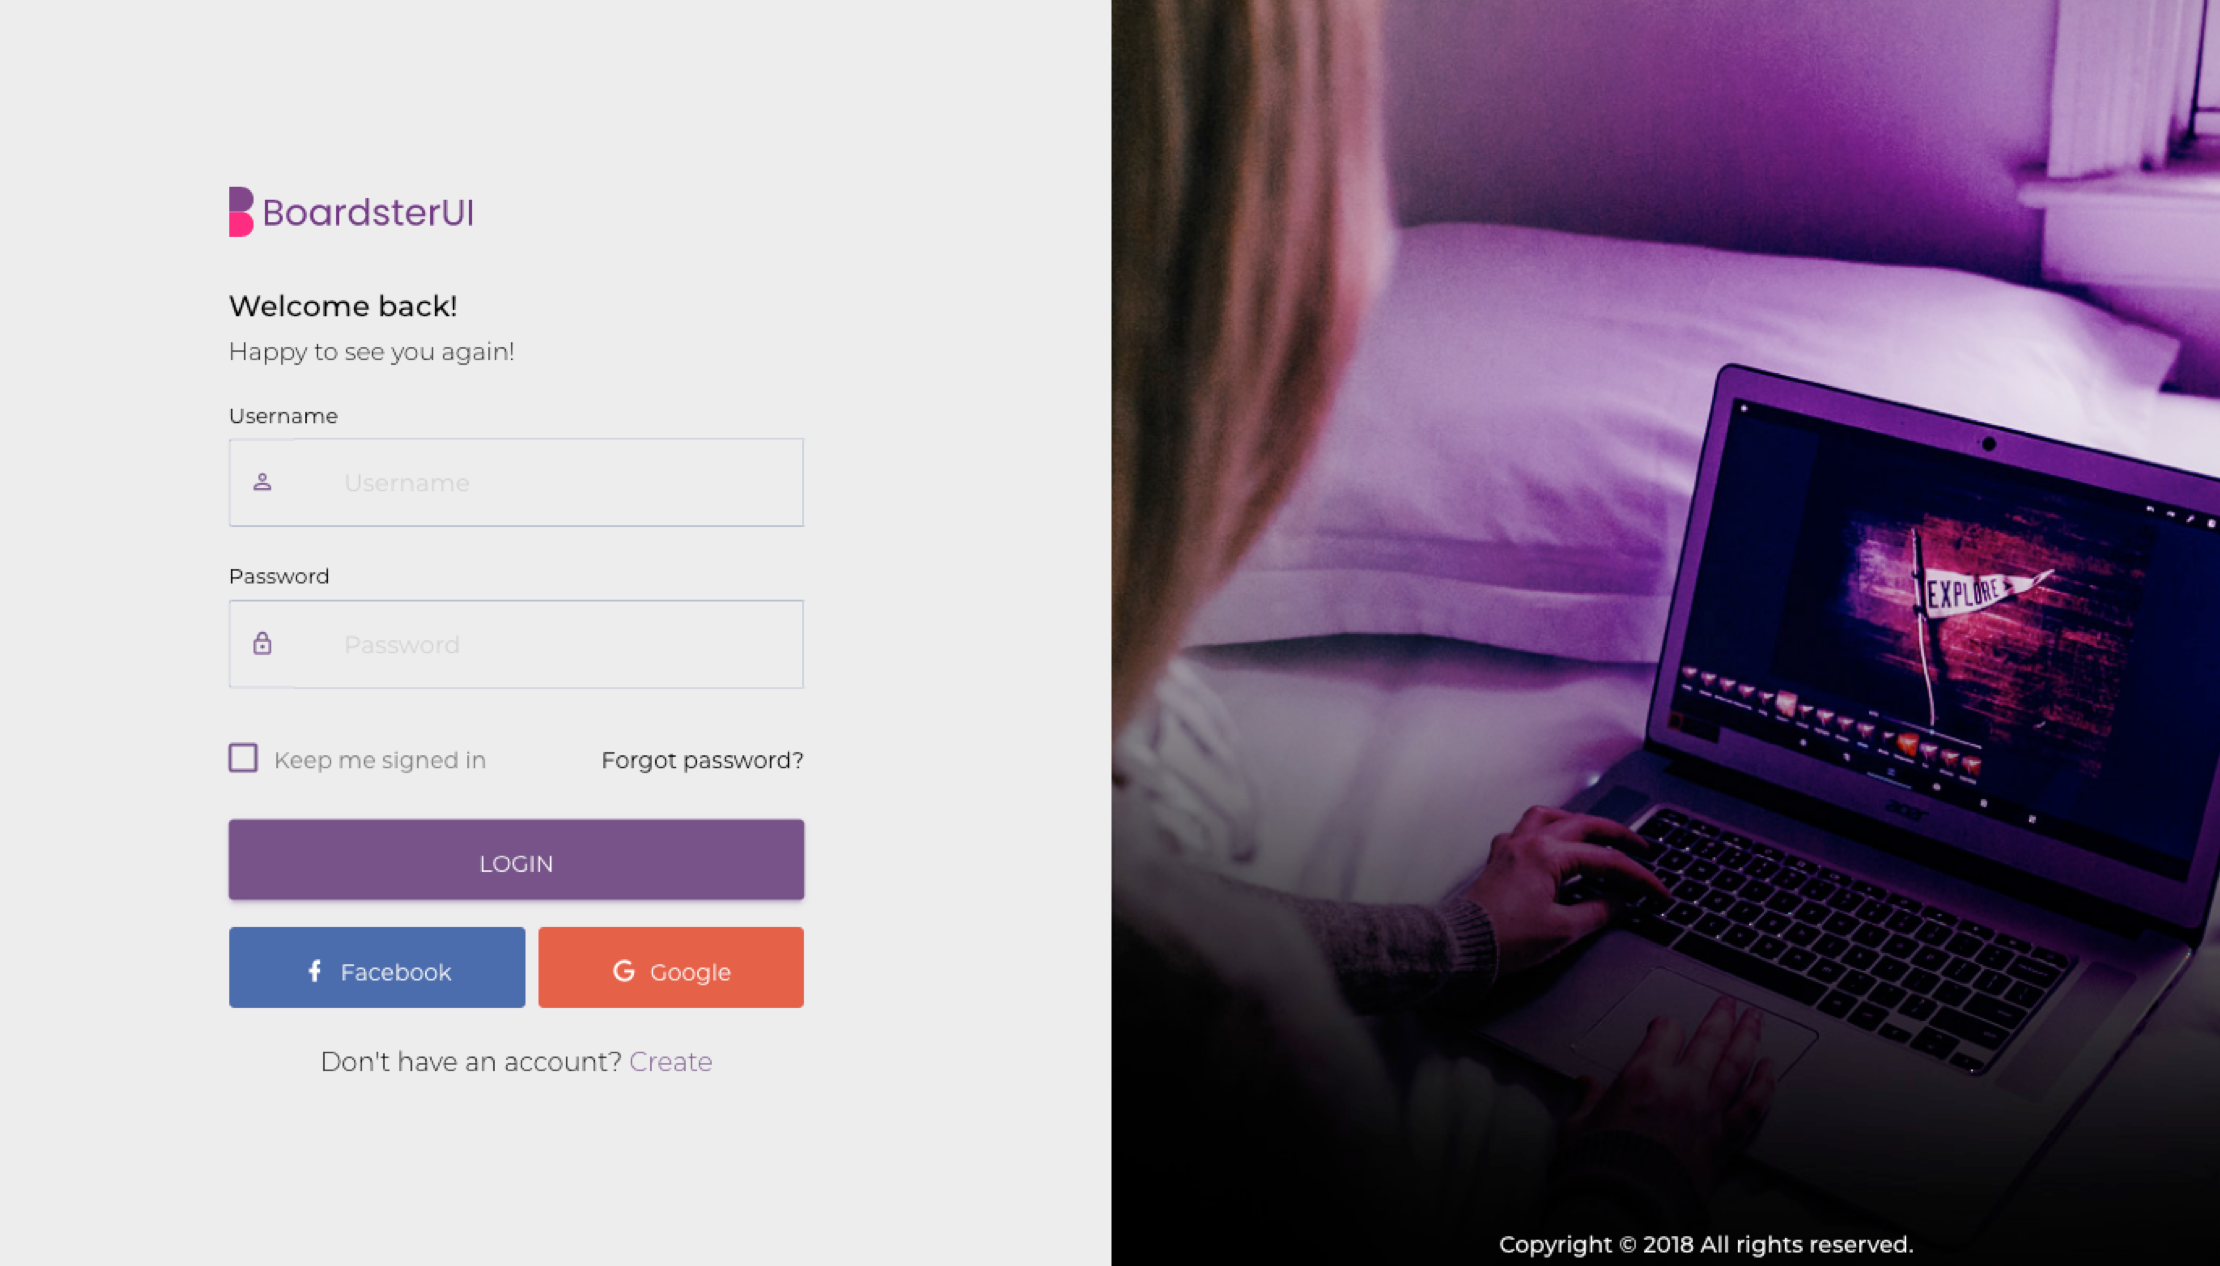 BoardsterUI
Welcome back!
Happy to see you again!
Username
Username
Password
Password
Keep me signed in
Forgot password?
LOGIN
Facebook
Google
Don't have an account? Create
EXPLORE
acer
Copyright © 2018 All rights reserved.